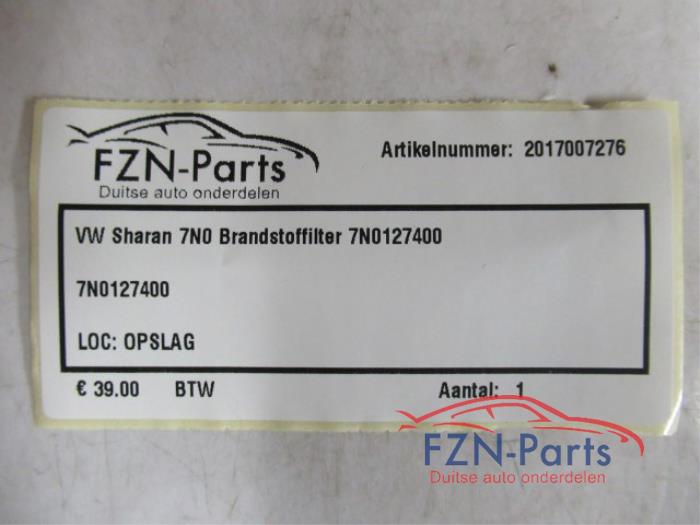 FZN-Parts
Duitse auto onderdelen
Artikelnummer: 2017007276
VW Sharan 7N0 Brandstoffilter 7N0127400
7N0127400
LOC: OPSLAG
€ 39.00 BTW Aantal: 1
FZN-Parts
Duitse auto onderdelen